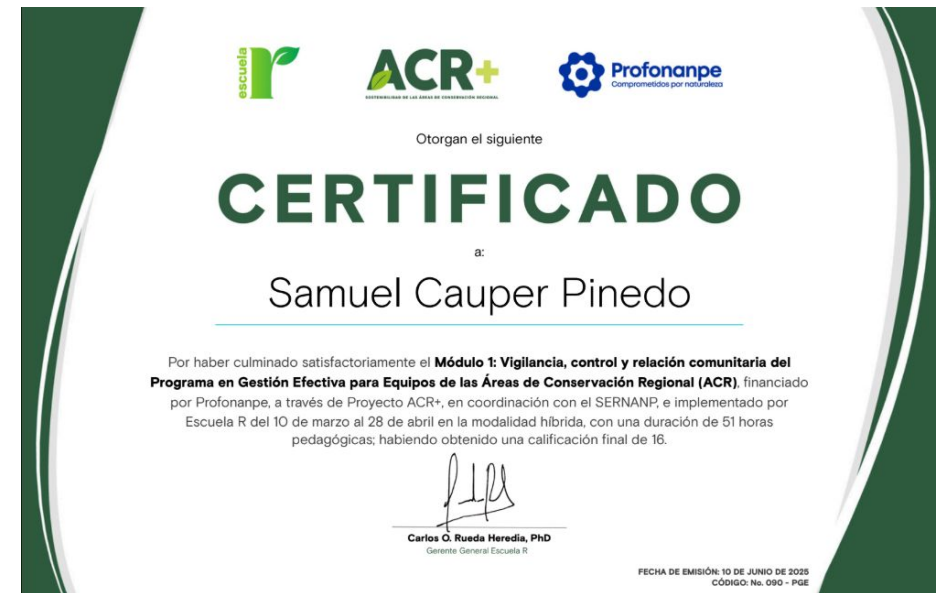 escuela r
ACR+
SOSTENIBILIDAD DE LAS ÁREAS DE CONSERVACIÓN REGIONAL
Profonanpe
Comprometidos por naturaleza
Otorgan el siguiente
CERTIFICADO
a:
Samuel Cauper Pinedo
Por haber culminado satisfactoriamente el Módulo 1: Vigilancia, control y relación comunitaria del
Programa en Gestión Efectiva para Equipos de las Áreas de Conservación Regional (ACR), financiado
por Profonanpe, a través de Proyecto ACR+, en coordinación con el SERNANP, e implementado por
Escuela R del 10 de marzo al 28 de abril en la modalidad híbrida, con una duración de 51 horas
pedagógicas; habiendo obtenido una calificación final de 16.
Carlos O. Rueda Heredia, PhD
Gerente General Escuela R
FECHA DE EMISIÓN: 10 DE JUNIO DE 2025
CÓDIGO: No. 090 - PGE